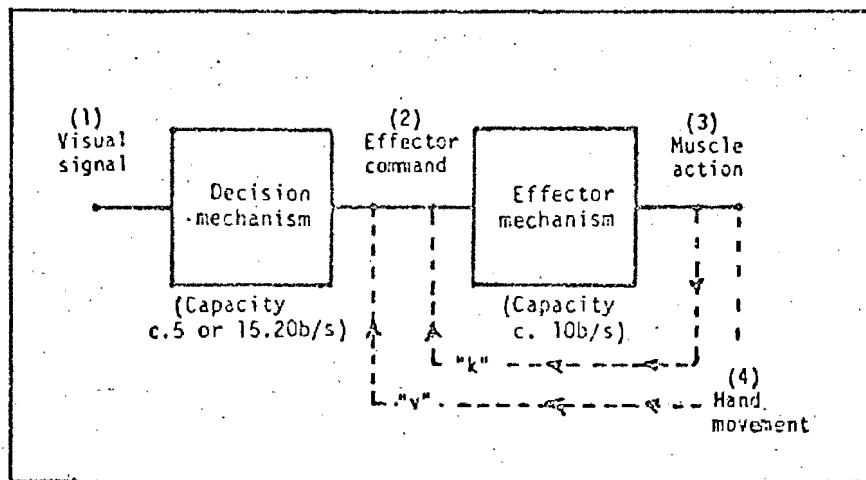 (1)
Visual
signal
Decision
mechanism
(Capacity
c.5 or 15.20b/s)
(2)
Effector
command
Effector
mechanism
(Capacity
c. 10b/s)
(3)
Muscle
action
"k"
"v"
(4)
Hand
movement